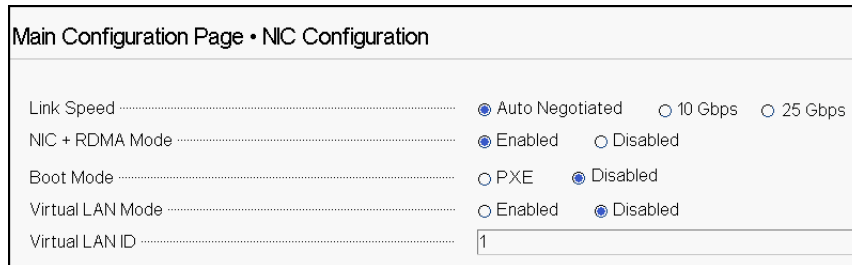 Main Configuration Page • NIC Configuration
Link Speed Auto Negotiated 10 Gbps 25 Gbps
NIC + RDMA Mode Enabled Disabled
Boot Mode PXE Disabled
Virtual LAN Mode Enabled Disabled
Virtual LAN ID 1